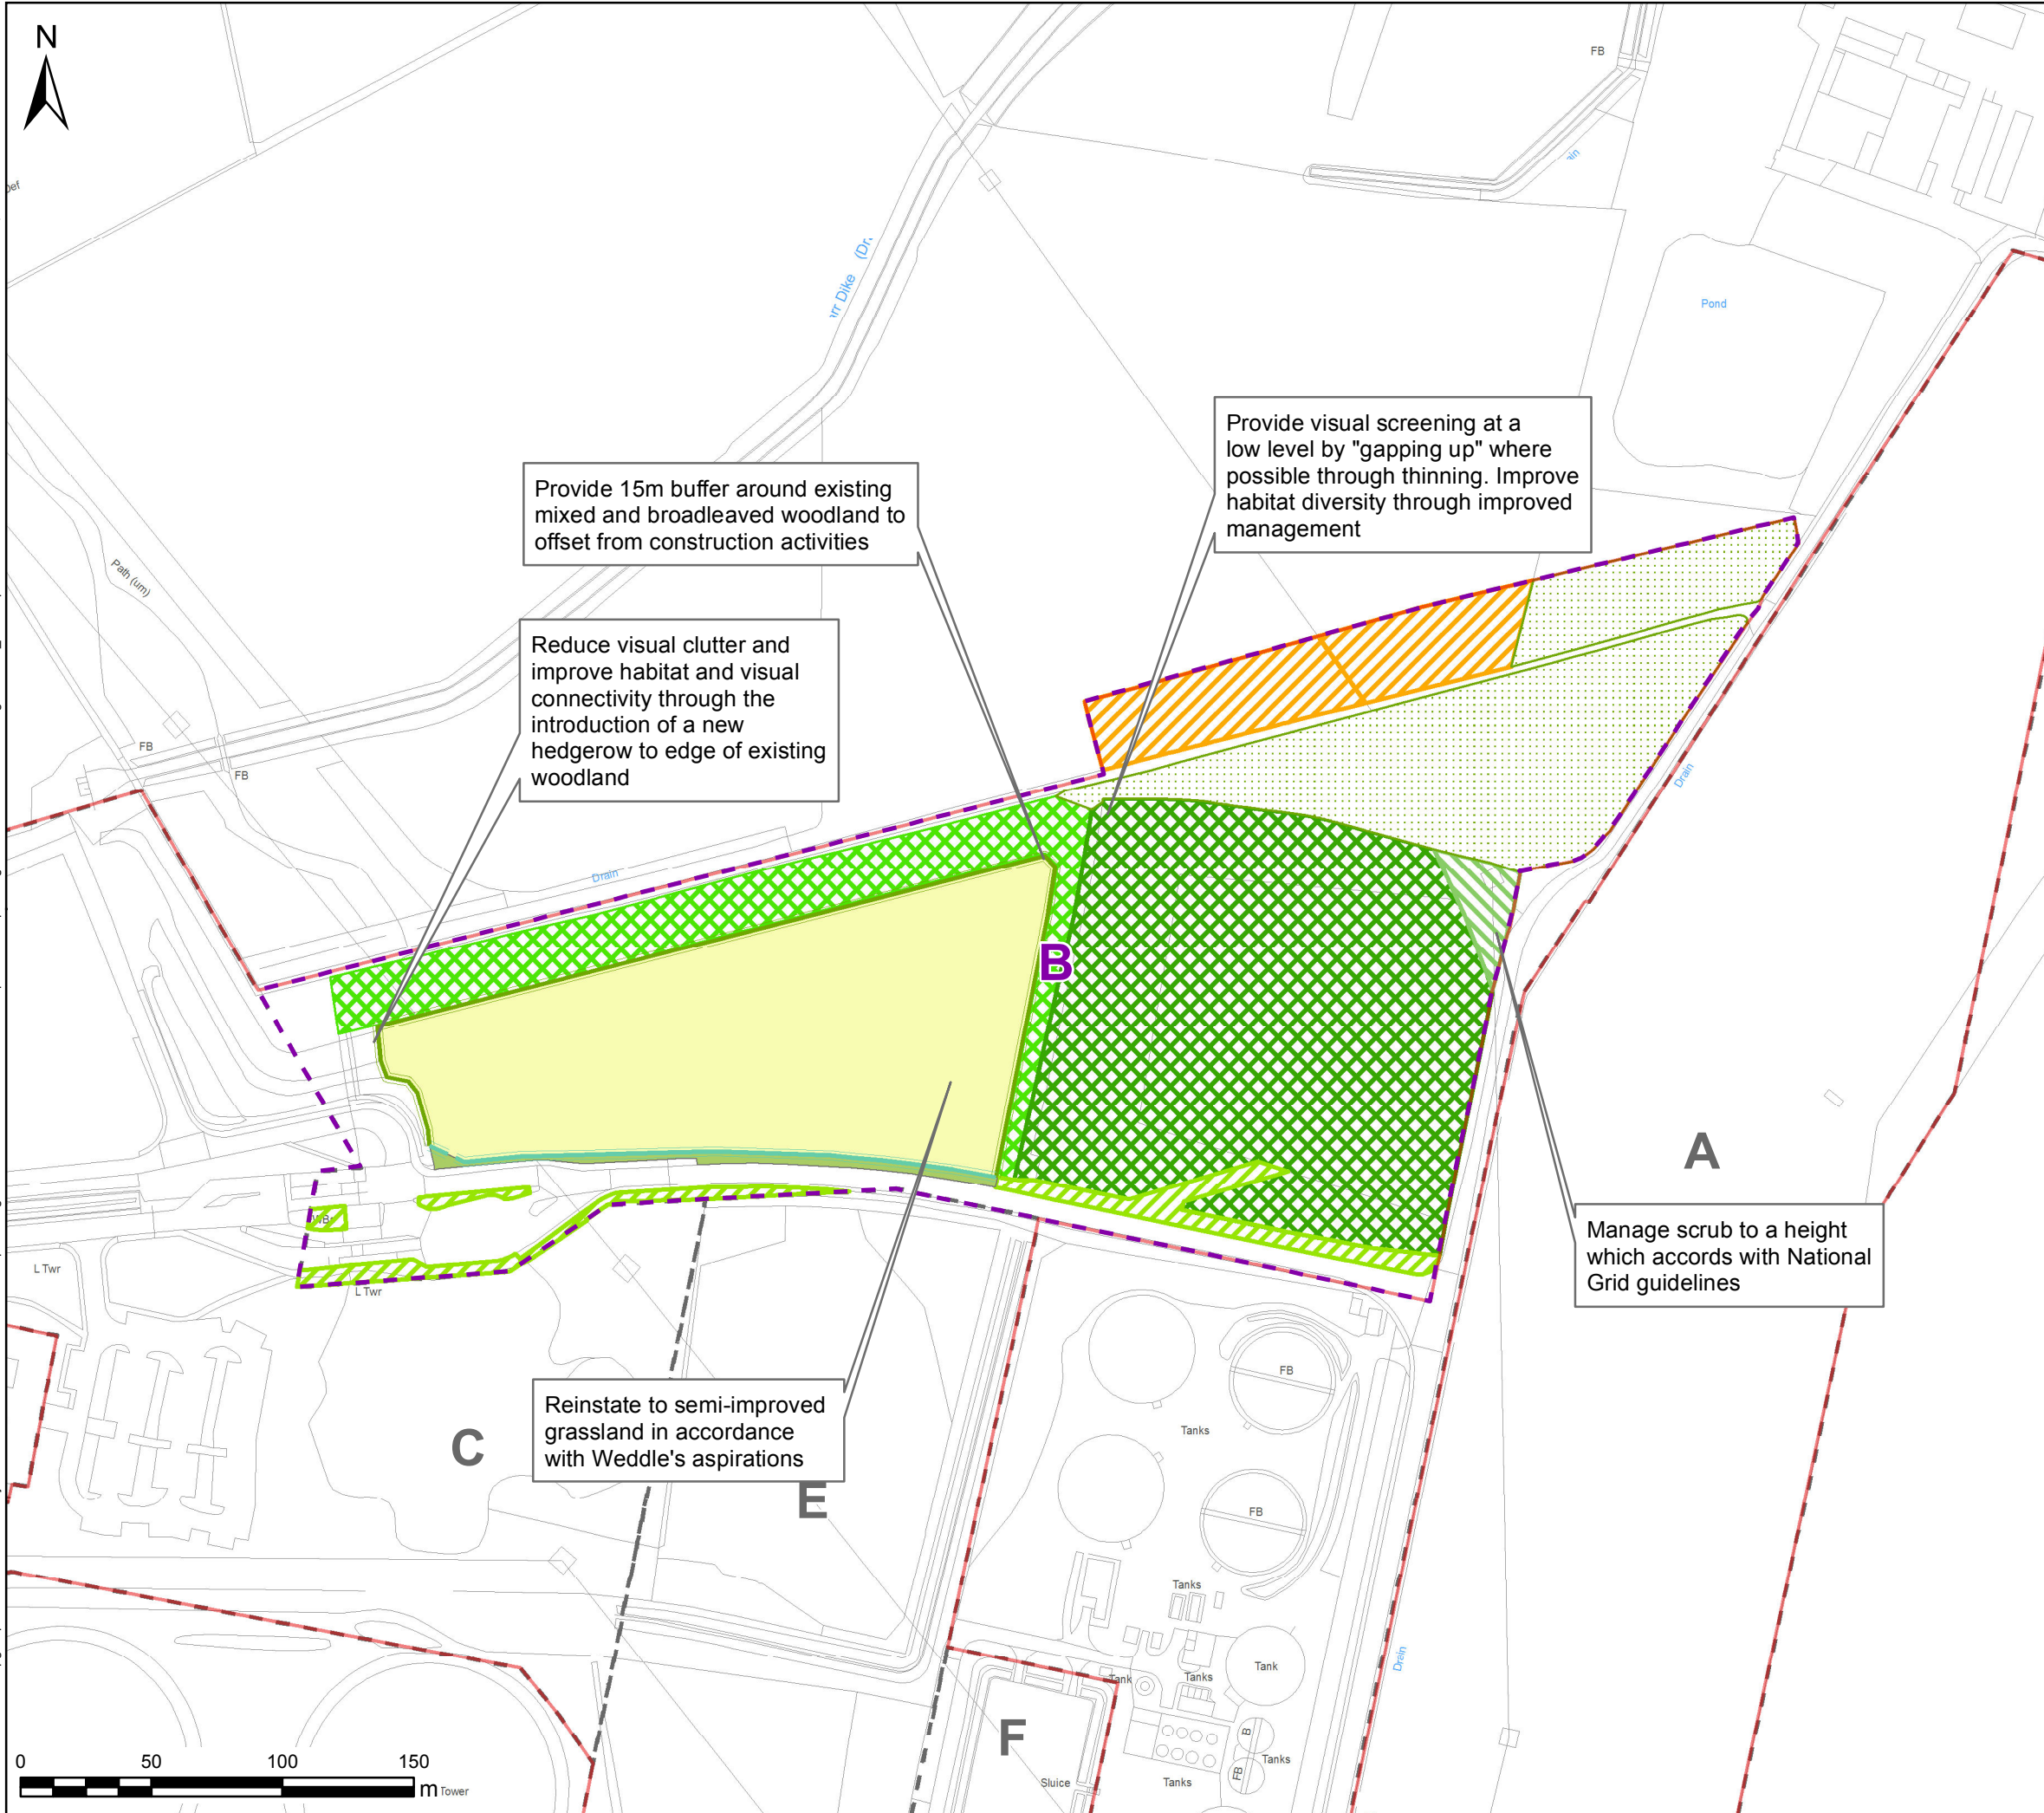 N
FB
Pond
Provide visual screening at a
low level by "gapping up" where
possible through thinning. Improve
habitat diversity through improved
management
Provide 15m buffer around existing
mixed and broadleaved woodland to
offset from construction activities
Path (um)
Reduce visual clutter and
improve habitat and visual
connectivity through the
introduction of a new
hedgerow to edge of existing
woodland
FB
FB
Drain
Drain
B
A
Manage scrub to a height
which accords with National
Grid guidelines
L Twr
L Twr
Reinstate to semi-improved
grassland in accordance
with Weddle's aspirations
C
E
FB
Tanks
FB
Tanks
Tank
Tank
Tanks
Drain
F
B
FB
Tanks
Tanks
Sluice
0 50 100 150
m Tower